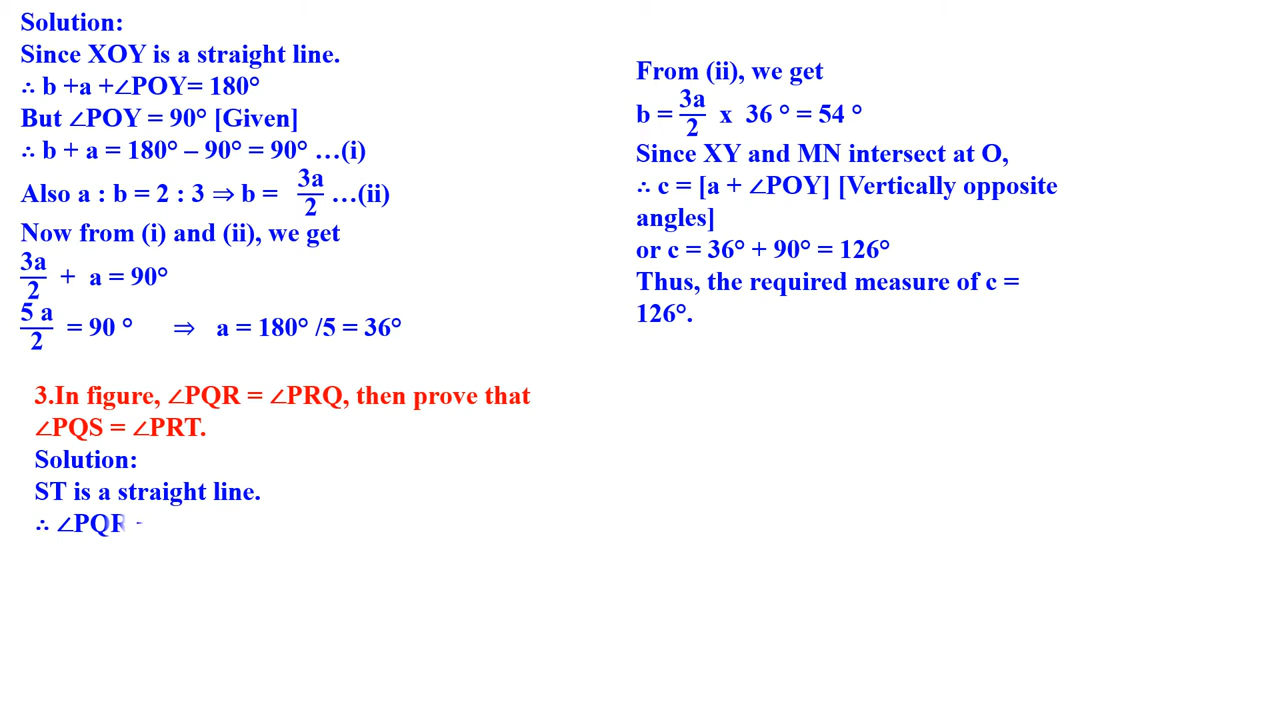 Solution:
Since XOY is a straight line.
∴ b +a +∠POY= 180°
But ∠POY = 90° [Given]
∴ b + a = 180° – 90° = 90° …(i)
Also a : b = 2 : 3 ⇒ b = 3a/2 …(ii)
Now from (i) and (ii), we get
3a/2 + a = 90°
5 a/2 = 90 ° ⇒ a = 180° /5 = 36°
From (ii), we get
b = 3a/2 x 36 ° = 54 °
Since XY and MN intersect at O,
∴ c = [a + ∠POY] [Vertically opposite
angles]
or c = 36° + 90° = 126°
Thus, the required measure of c =
126°.
3.In figure, ∠PQR = ∠PRQ, then prove that
∠PQS = ∠PRT.
Solution:
ST is a straight line.
∴ ∠PQR